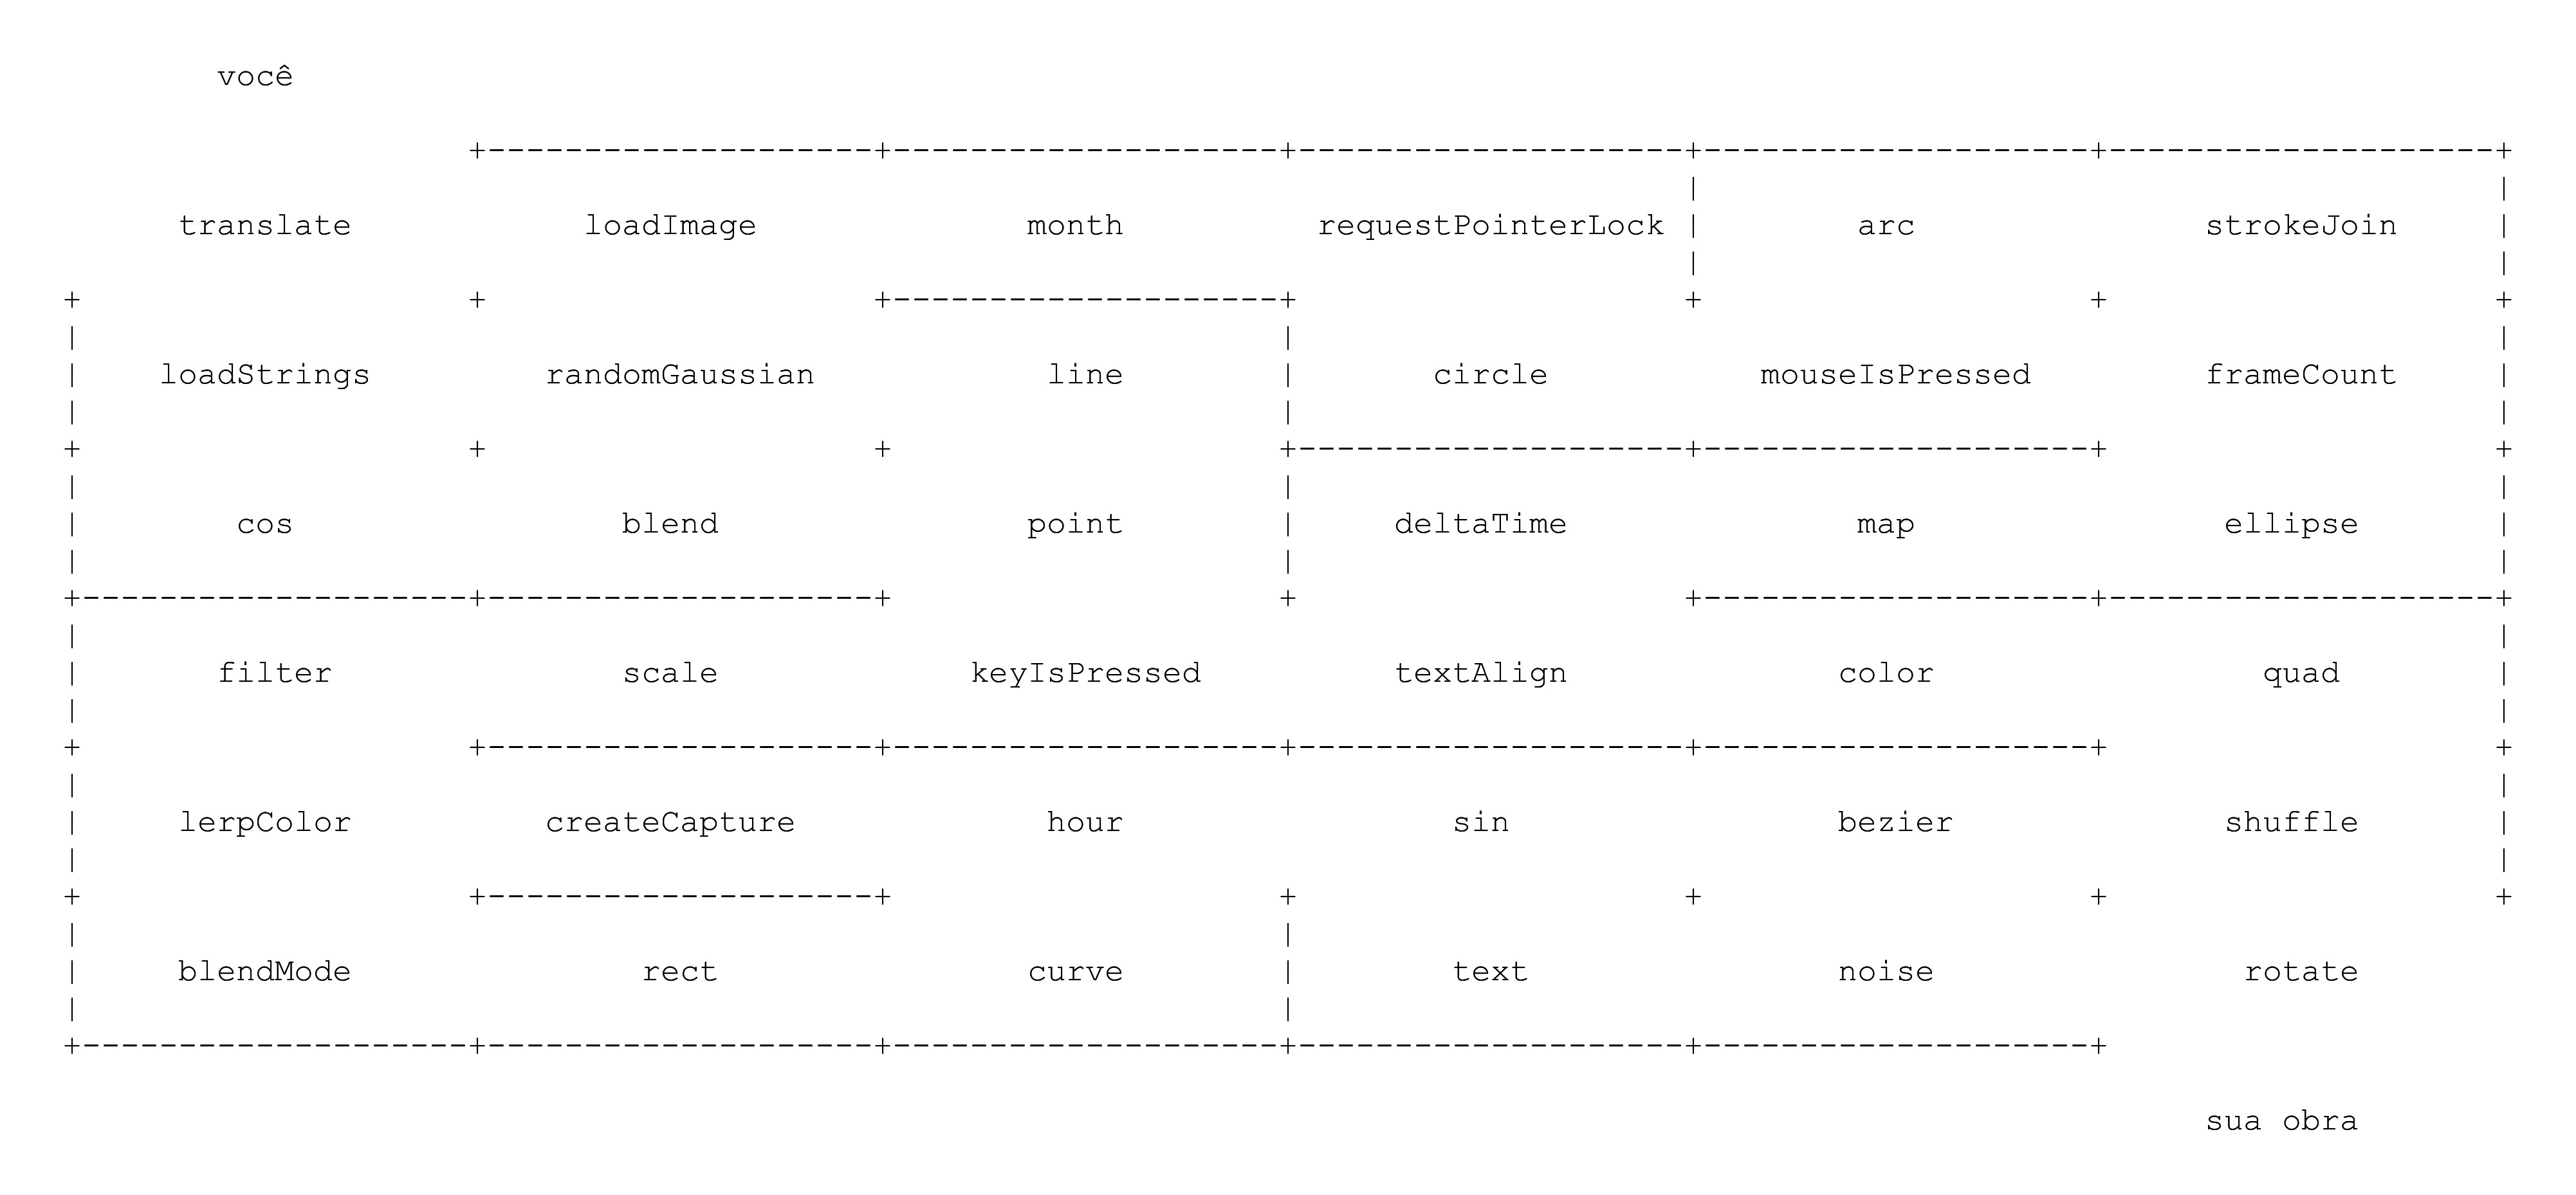 você
translate loadImage month requestPointerLock arc strokeJoin
loadStrings randomGaussian line circle mouseIsPressed frameCount
cos blend point deltaTime map ellipse
filter scale keyIsPressed textAlign color quad
lerpColor createCapture hour sin bezier shuffle
blendMode rect curve text noise rotate
sua obra